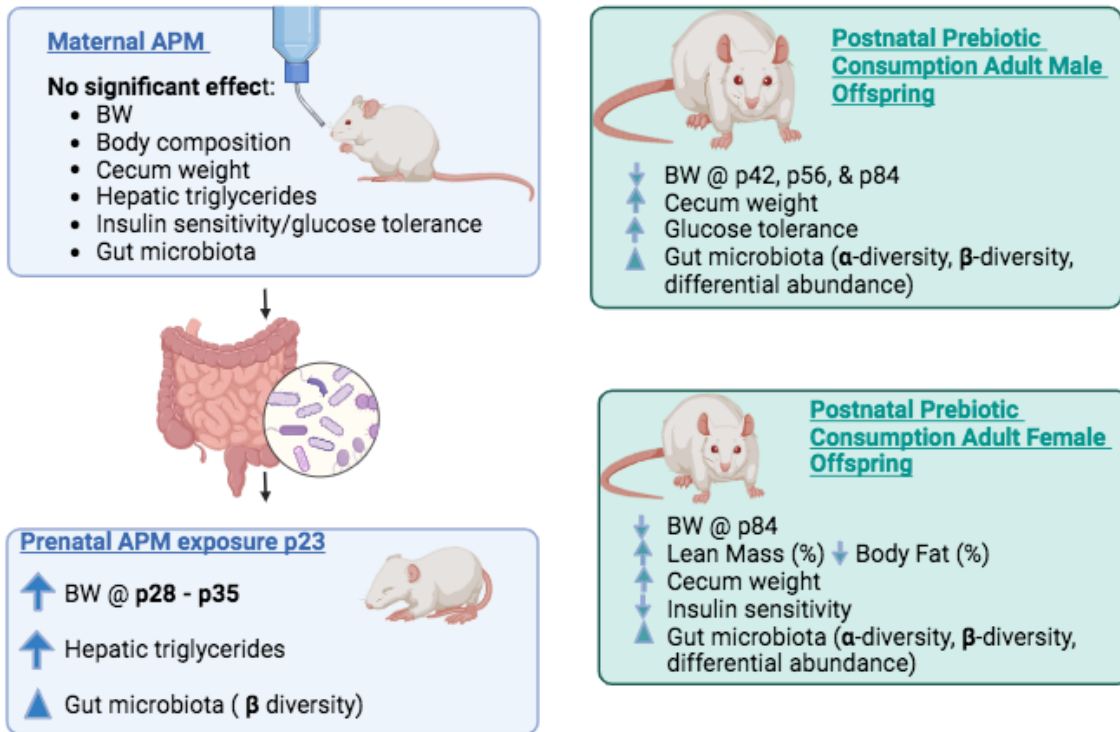 Maternal APM
No significant effect:
• BW
• Body composition
• Cecum weight
• Hepatic triglycerides
• Insulin sensitivity/glucose tolerance
• Gut microbiota
Prenatal APM exposure p23
BW @ p28 - p35
Hepatic triglycerides
Gut microbiota ( β diversity)
Postnatal Prebiotic
Consumption Adult Male
Offspring
BW @ p42, p56, & p84
Cecum weight
Glucose tolerance
Gut microbiota (α-diversity, β-diversity,
differential abundance)
Postnatal Prebiotic
Consumption Adult Female
Offspring
BW @ p84
Lean Mass (%) Body Fat (%)
Cecum weight
Insulin sensitivity
Gut microbiota (α-diversity, β-diversity,
differential abundance)